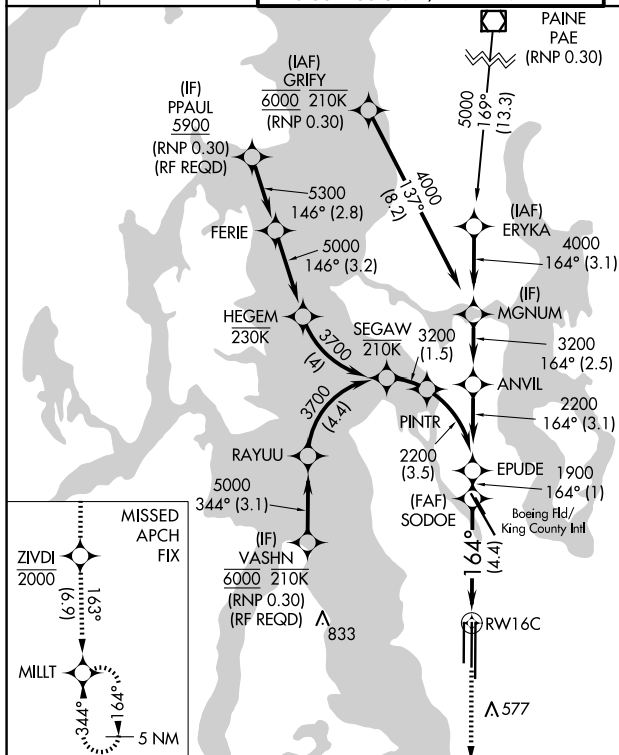 PAINE
PAE
(RNP 0.30)
(IAF)
GRIFY
6000 210K
(RNP 0.30)
(IF)
PPAUL
5900
(RNP 0.30)
(RF REQD)
5000
169°
(13.3)
4000
137°
(8.2)
5300
146° (2.8)
FERIE
5000
146° (3.2)
(IAF)
ERYKA
4000
164° (3.1)
HEGEM
230K
(IF)
MGNUM
3700
(4)
SEGAW
210K
3200
(1.5)
3200
164° (2.5)
ANVIL
3700
(4.4)
PINTR
2200
164° (3.1)
RAYUU
2200
(3.5)
EPUDE
1900
164° (1)
5000
344° (3.1)
(FAF)
SODOE
Boeing Fld/
King County Intl
(IF)
VASHN
6000 210K
(RNP 0.30)
(RF REQD)
833
164°
(4.4)
RW16C
577
MISSED
APCH
FIX
ZIVDI
2000
163°
(6.9)
MILLT
344°
164°
5 NM